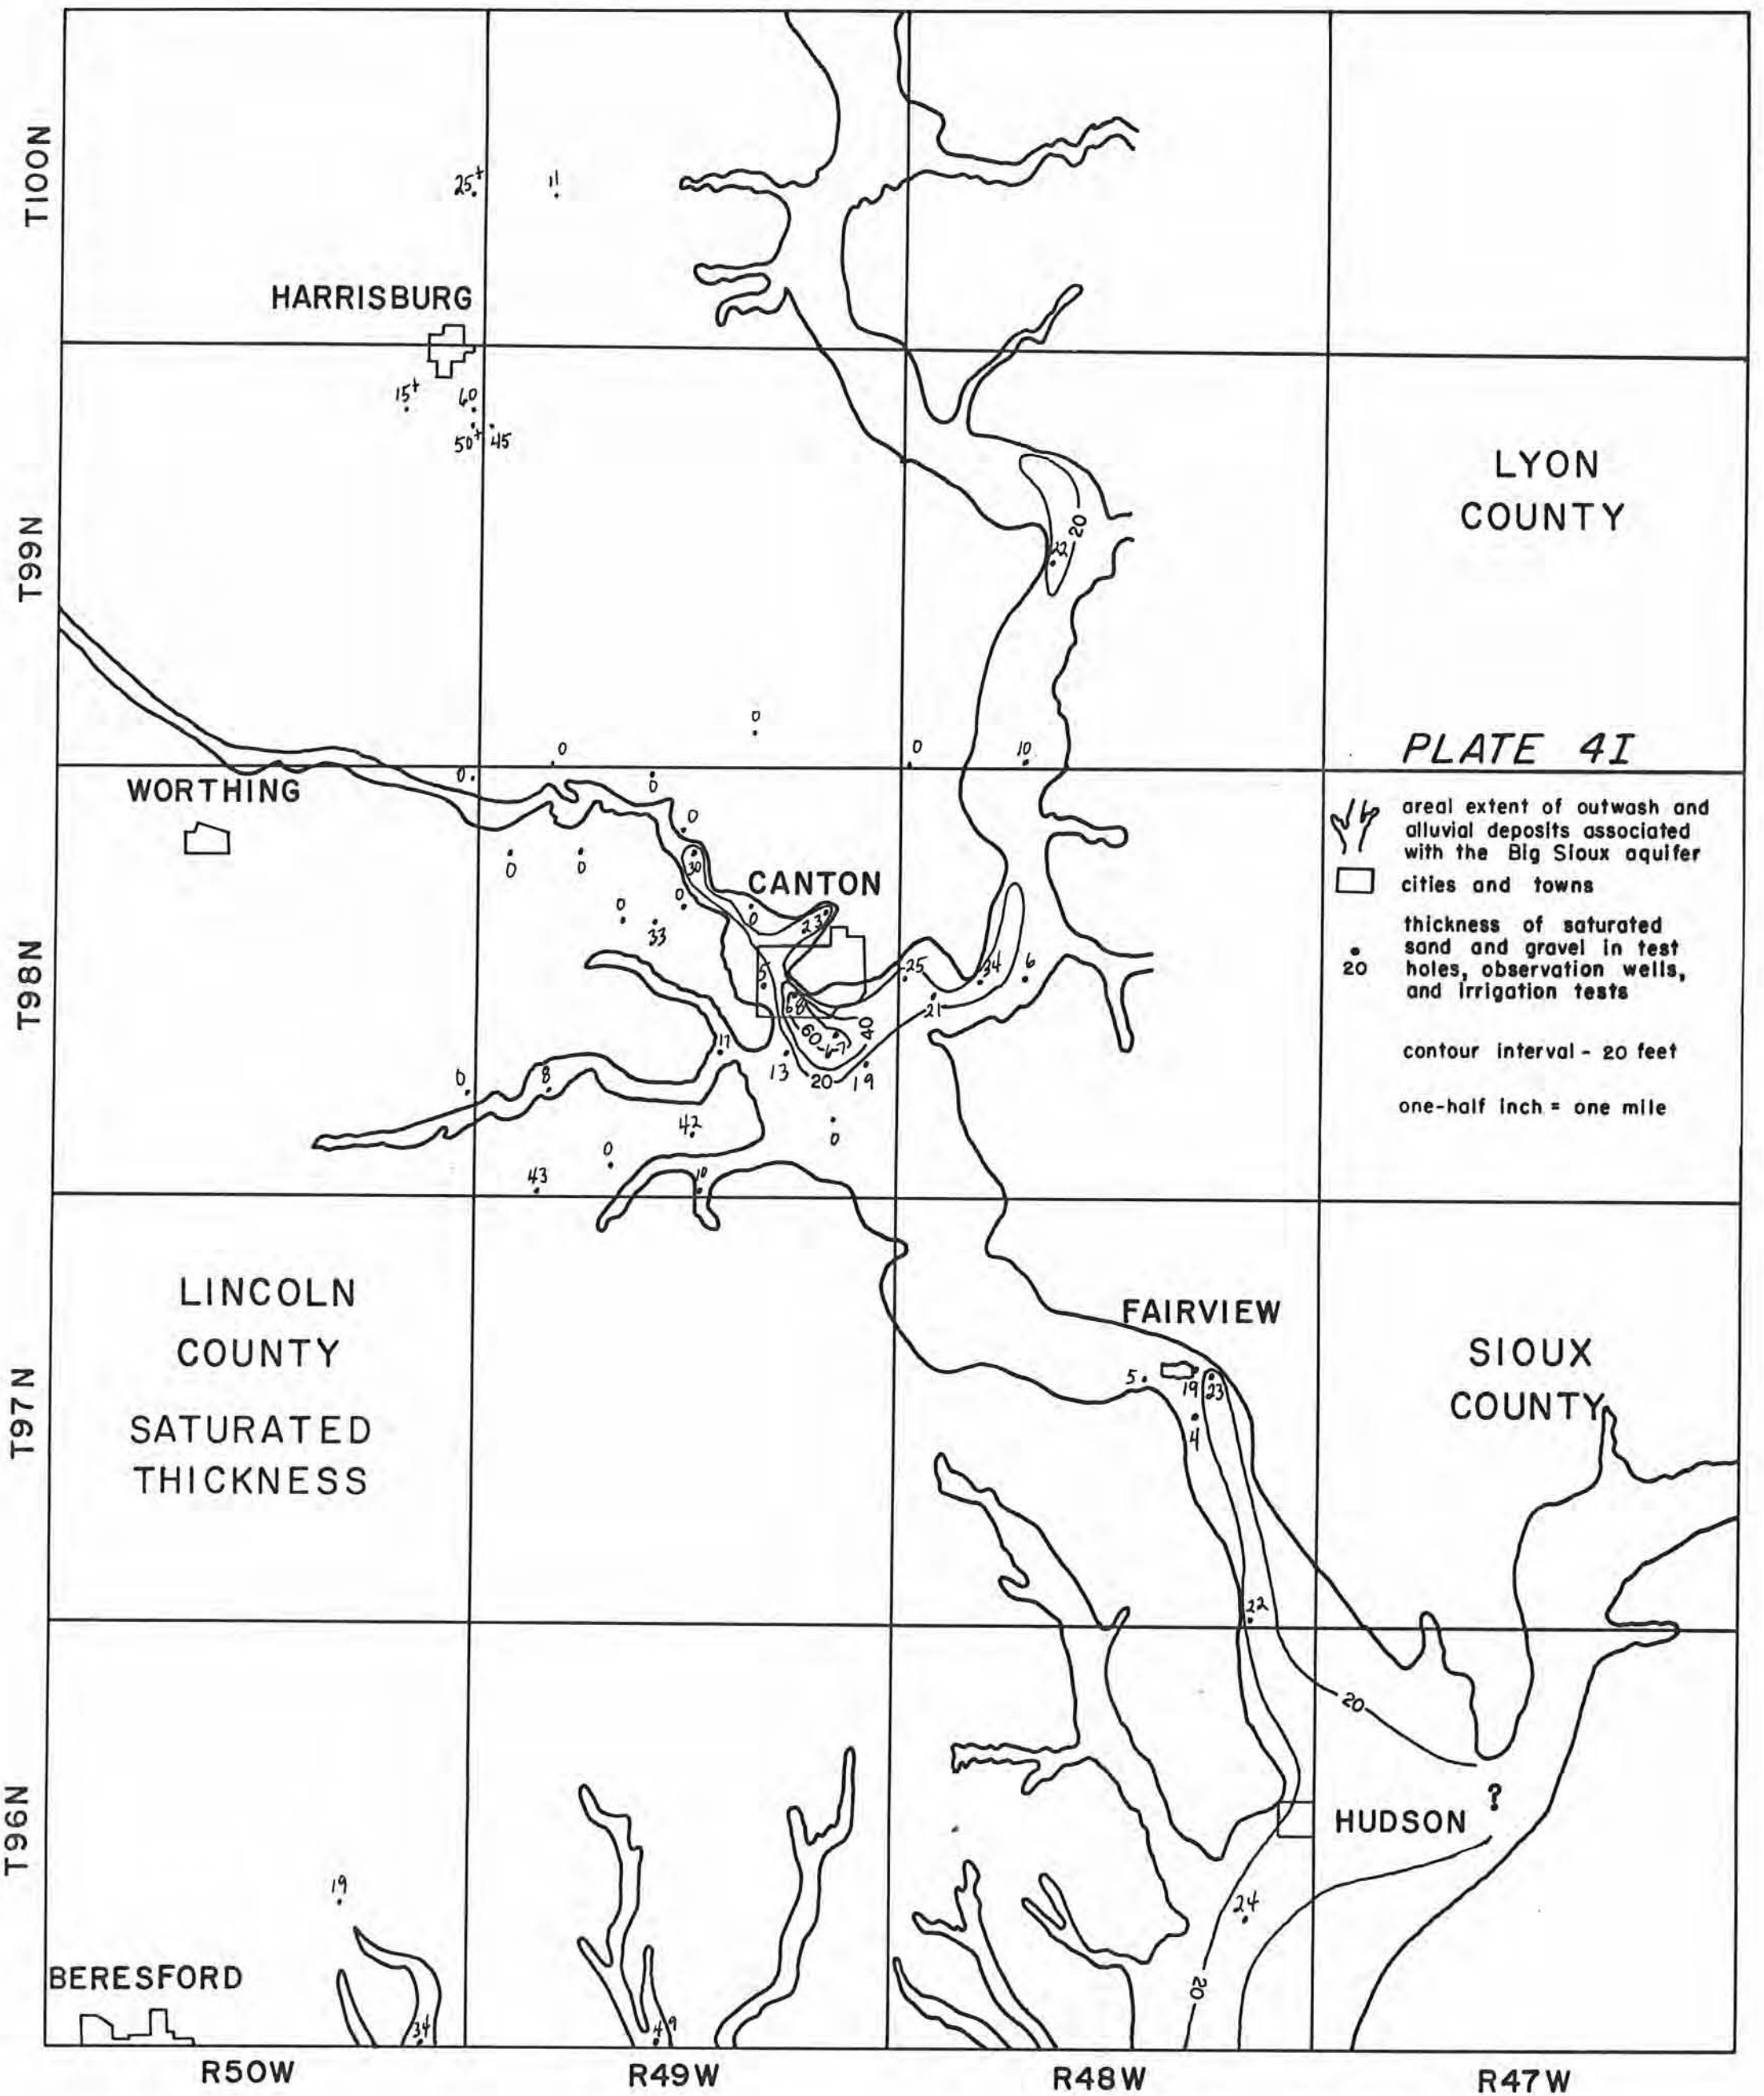 T100N
25+
11
HARRISBURG
15+
60
50+ 45
T99N
LYON
COUNTY
20
22
0
0
0
10
0
0
PLATE 4I
WORTHING
areal extent of outwash and
alluvial deposits associated
with the Big Sioux aquifer
cities and towns
thickness of saturated
sand and gravel in test
holes, observation wells,
and irrigation tests
20
contour interval - 20 feet
one-half inch = one mile
0
0
0
30
CANTON
0
0
0
23
33
T98N
5
25
34
6
68
21
60
67
40
17
13
20
19
0
8
42
0
0
43
10
LINCOLN
COUNTY
SATURATED
THICKNESS
FAIRVIEW
SIOUX
COUNTY
T97N
5
19
23
4
22
20
?
HUDSON
T96N
19
24
20
BERESFORD
34
49
R50W
R49W
R48W
R47W